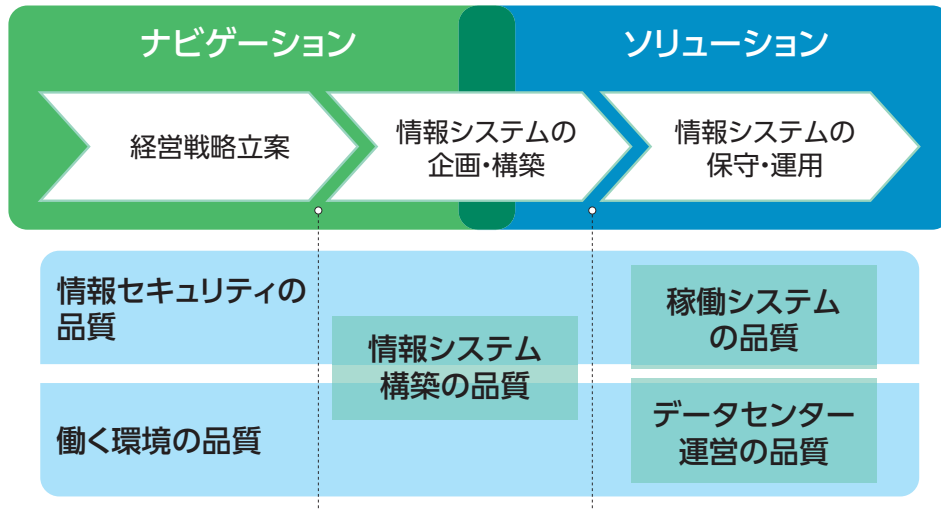 ナビゲーション
ソリューション
経営戦略立案
情報システムの
企画・構築
情報システムの
保守・運用
情報セキュリティの
品質
情報システム
構築の品質
稼働システム
の品質
働く環境の品質
データセンター
運営の品質